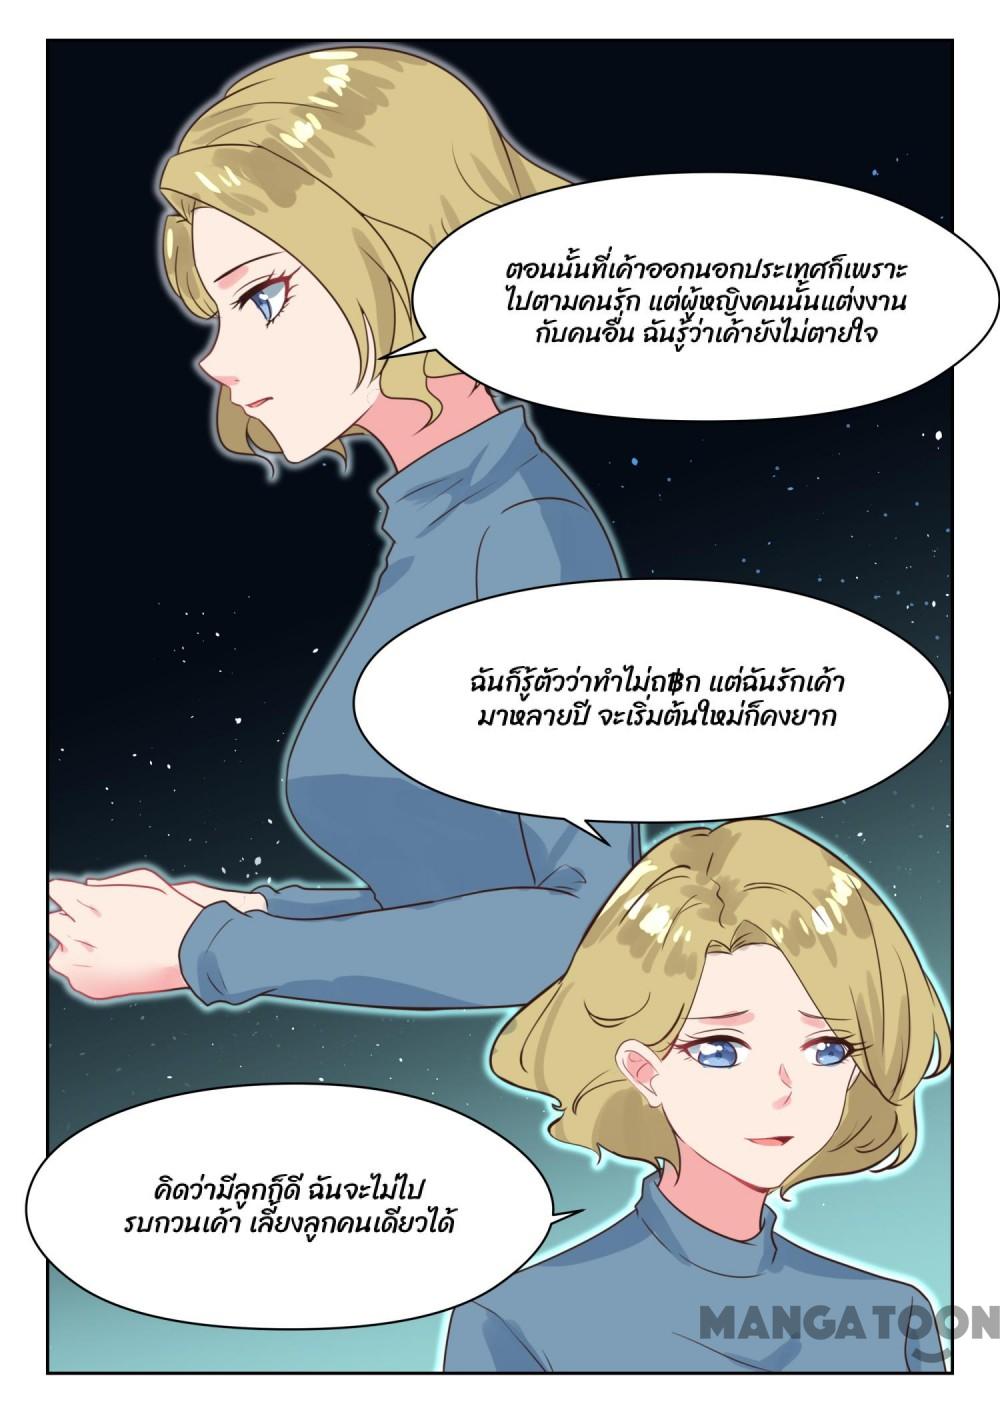 ตอนนั้นที่เค้าออกนอกประเทศก็เพราะ
ไปตามคนรัก แต่ผู้หญิงคนนั้นแต่งงาน
กับคนอื่น ฉันรู้ว่าเค้ายังไม่ตายใจ
ฉันก็รู้ตัวว่าทำไม่ถ฿ก แต่ฉันรักเค้า
มาหลายปี จะเริ่มต้นใหม่ก็คงยาก
คิดว่ามีลูกก็ดี ฉันจะไม่ไป
รบกวนเค้า เลี้ยงลูกคนเดียวได้
MANGA TOON